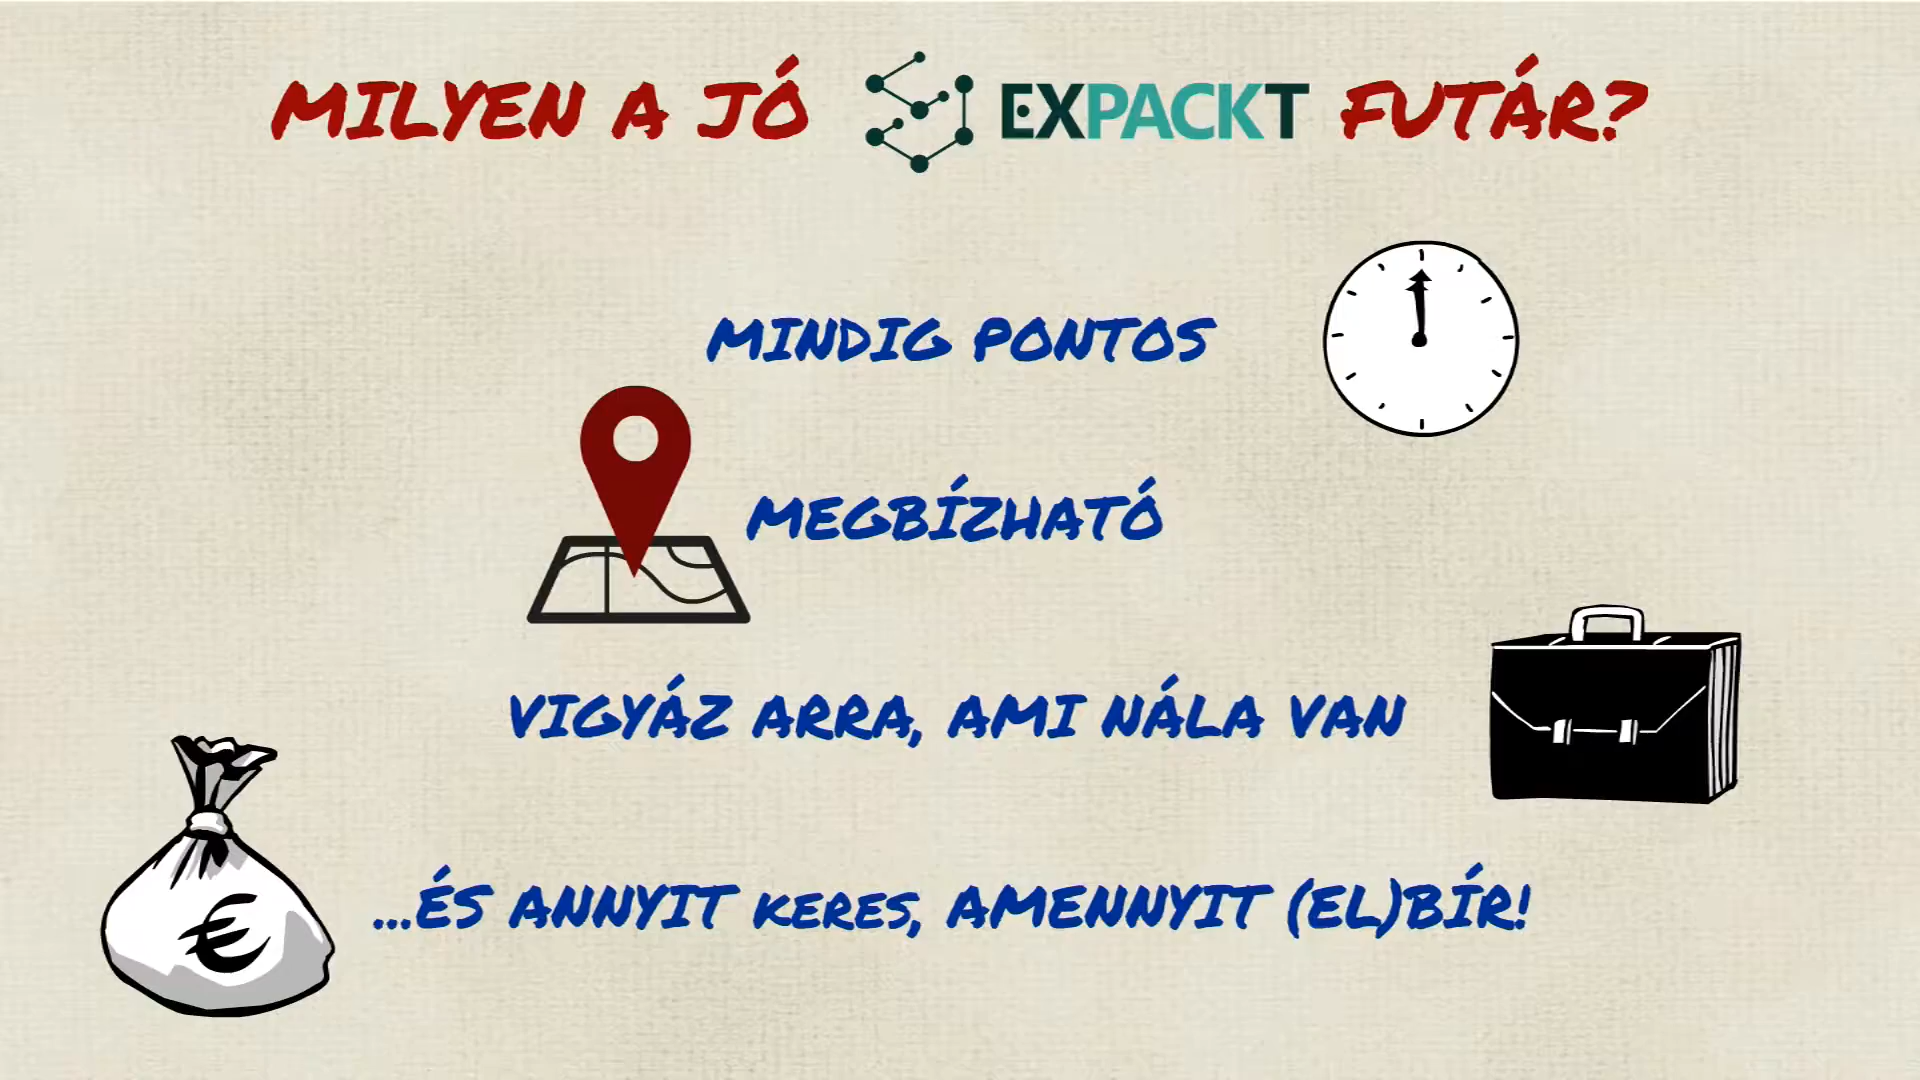 MILYEN A JÓ EXPACKT FUTÁR?
MINDIG PONTOS
MEGBÍZHATÓ
VIGYÁZ ARRA, AMI NÁLA VAN
...ÉS ANNYIT KERES, AMENNYIT (EL)BÍR!
€